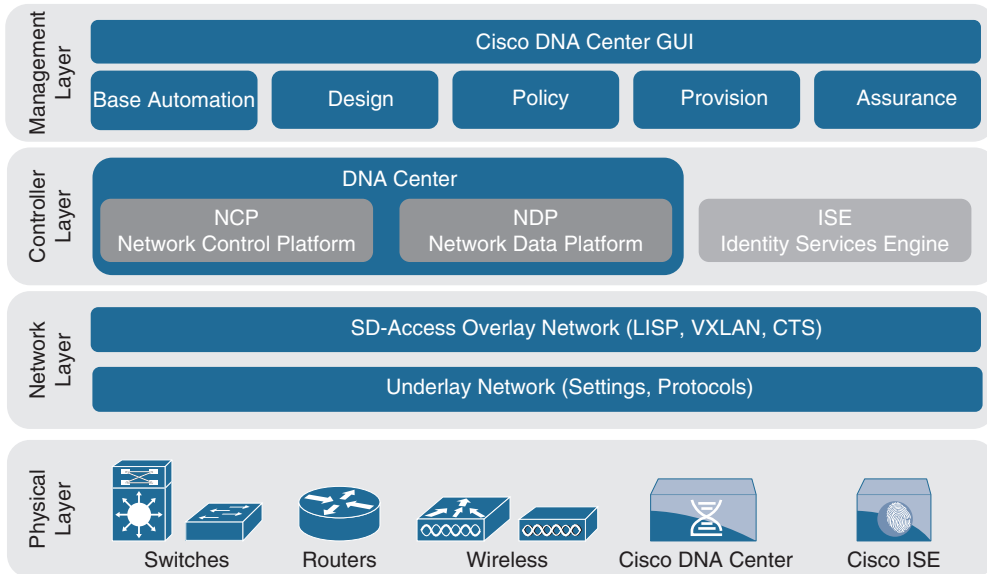 Management
Layer
Cisco DNA Center GUI
Base Automation
Design
Policy
Provision
Assurance
Controller
Layer
DNA Center
NCP
Network Control Platform
NDP
Network Data Platform
ISE
Identity Services Engine
Network
Layer
SD-Access Overlay Network (LISP, VXLAN, CTS)
Underlay Network (Settings, Protocols)
Physical
Layer
Switches
Routers
Wireless
Cisco DNA Center
Cisco ISE